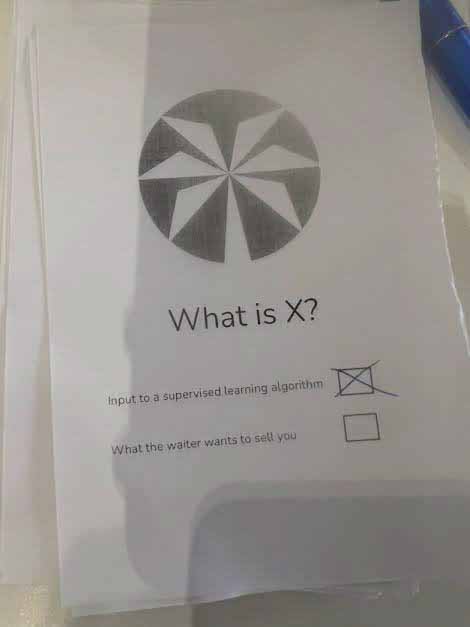 What is X?
Input to a supervised learning algorithm
What the waiter wants to sell you